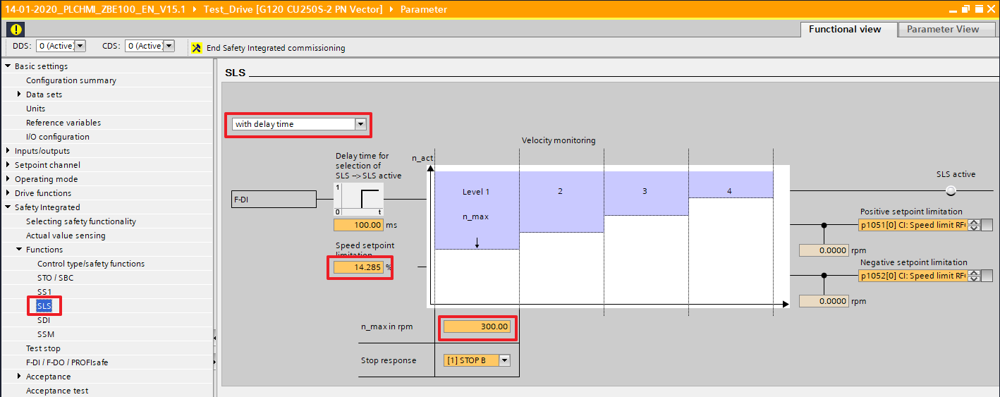 14-01-2020_PLCHMI_ZBE100_EN_V15.1 ▸ Test_Drive [G120 CU250S-2 PN Vector] ▸ Parameter
Functional view
Parameter View
DDS: 0 (Active)
CDS: 0 (Active)
End Safety Integrated commissioning
Basic settings
Configuration summary
Data sets
Units
Reference variables
I/O configuration
Inputs/outputs
Setpoint channel
Operating mode
Drive functions
Safety Integrated
Selecting safety functionality
Actual value sensing
Functions
Control type/safety functions
STO / SBC
SS1
SLS
SDI
SSM
Test stop
F-DI / F-DO / PROFIsafe
Acceptance
Acceptance test
SLS
with delay time
Velocity monitoring
Delay time for
selection of
SLS -->SLS active
n_act
F-DI
1
0
t
100.00 ms
Speed setpoint
limitation
14.285 %
Level 1
n_max
2
3
4
SLS active
Positive setpoint limitation
p1051[0] CI: Speed limit RF
0.0000 rpm
Negative setpoint limitation
p1052[0] CI: Speed limit RF
0.0000 rpm
n_max in rpm
300.00
Stop response
[1] STOP B